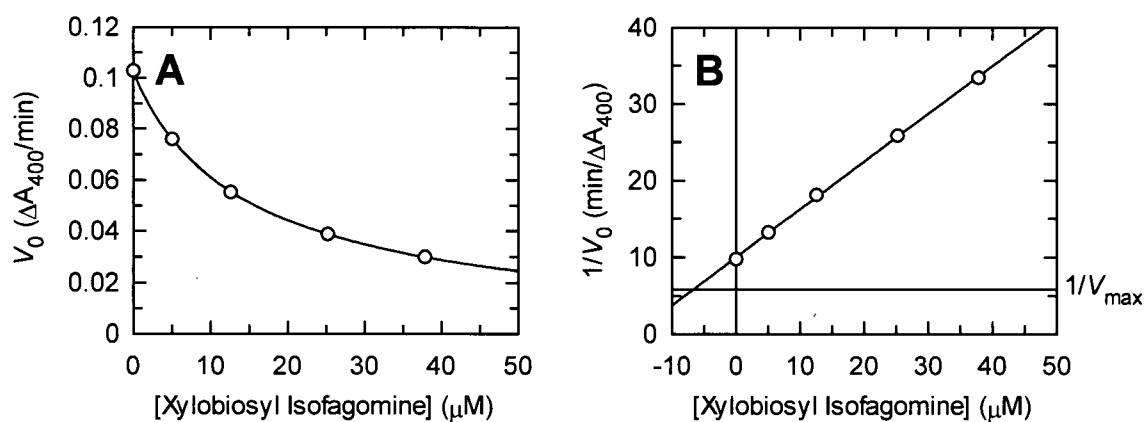 A
V0 (ΔA400/min)
0.12
0.1
0.08
0.06
0.04
0.02
0
0 10 20 30 40 50
[Xylobiosyl Isofagomine] (μM)
B
1/V0 (min/ΔA400)
40
30
20
10
0
1/Vmax
-10 0 10 20 30 40 50
[Xylobiosyl Isofagomine] (μM)